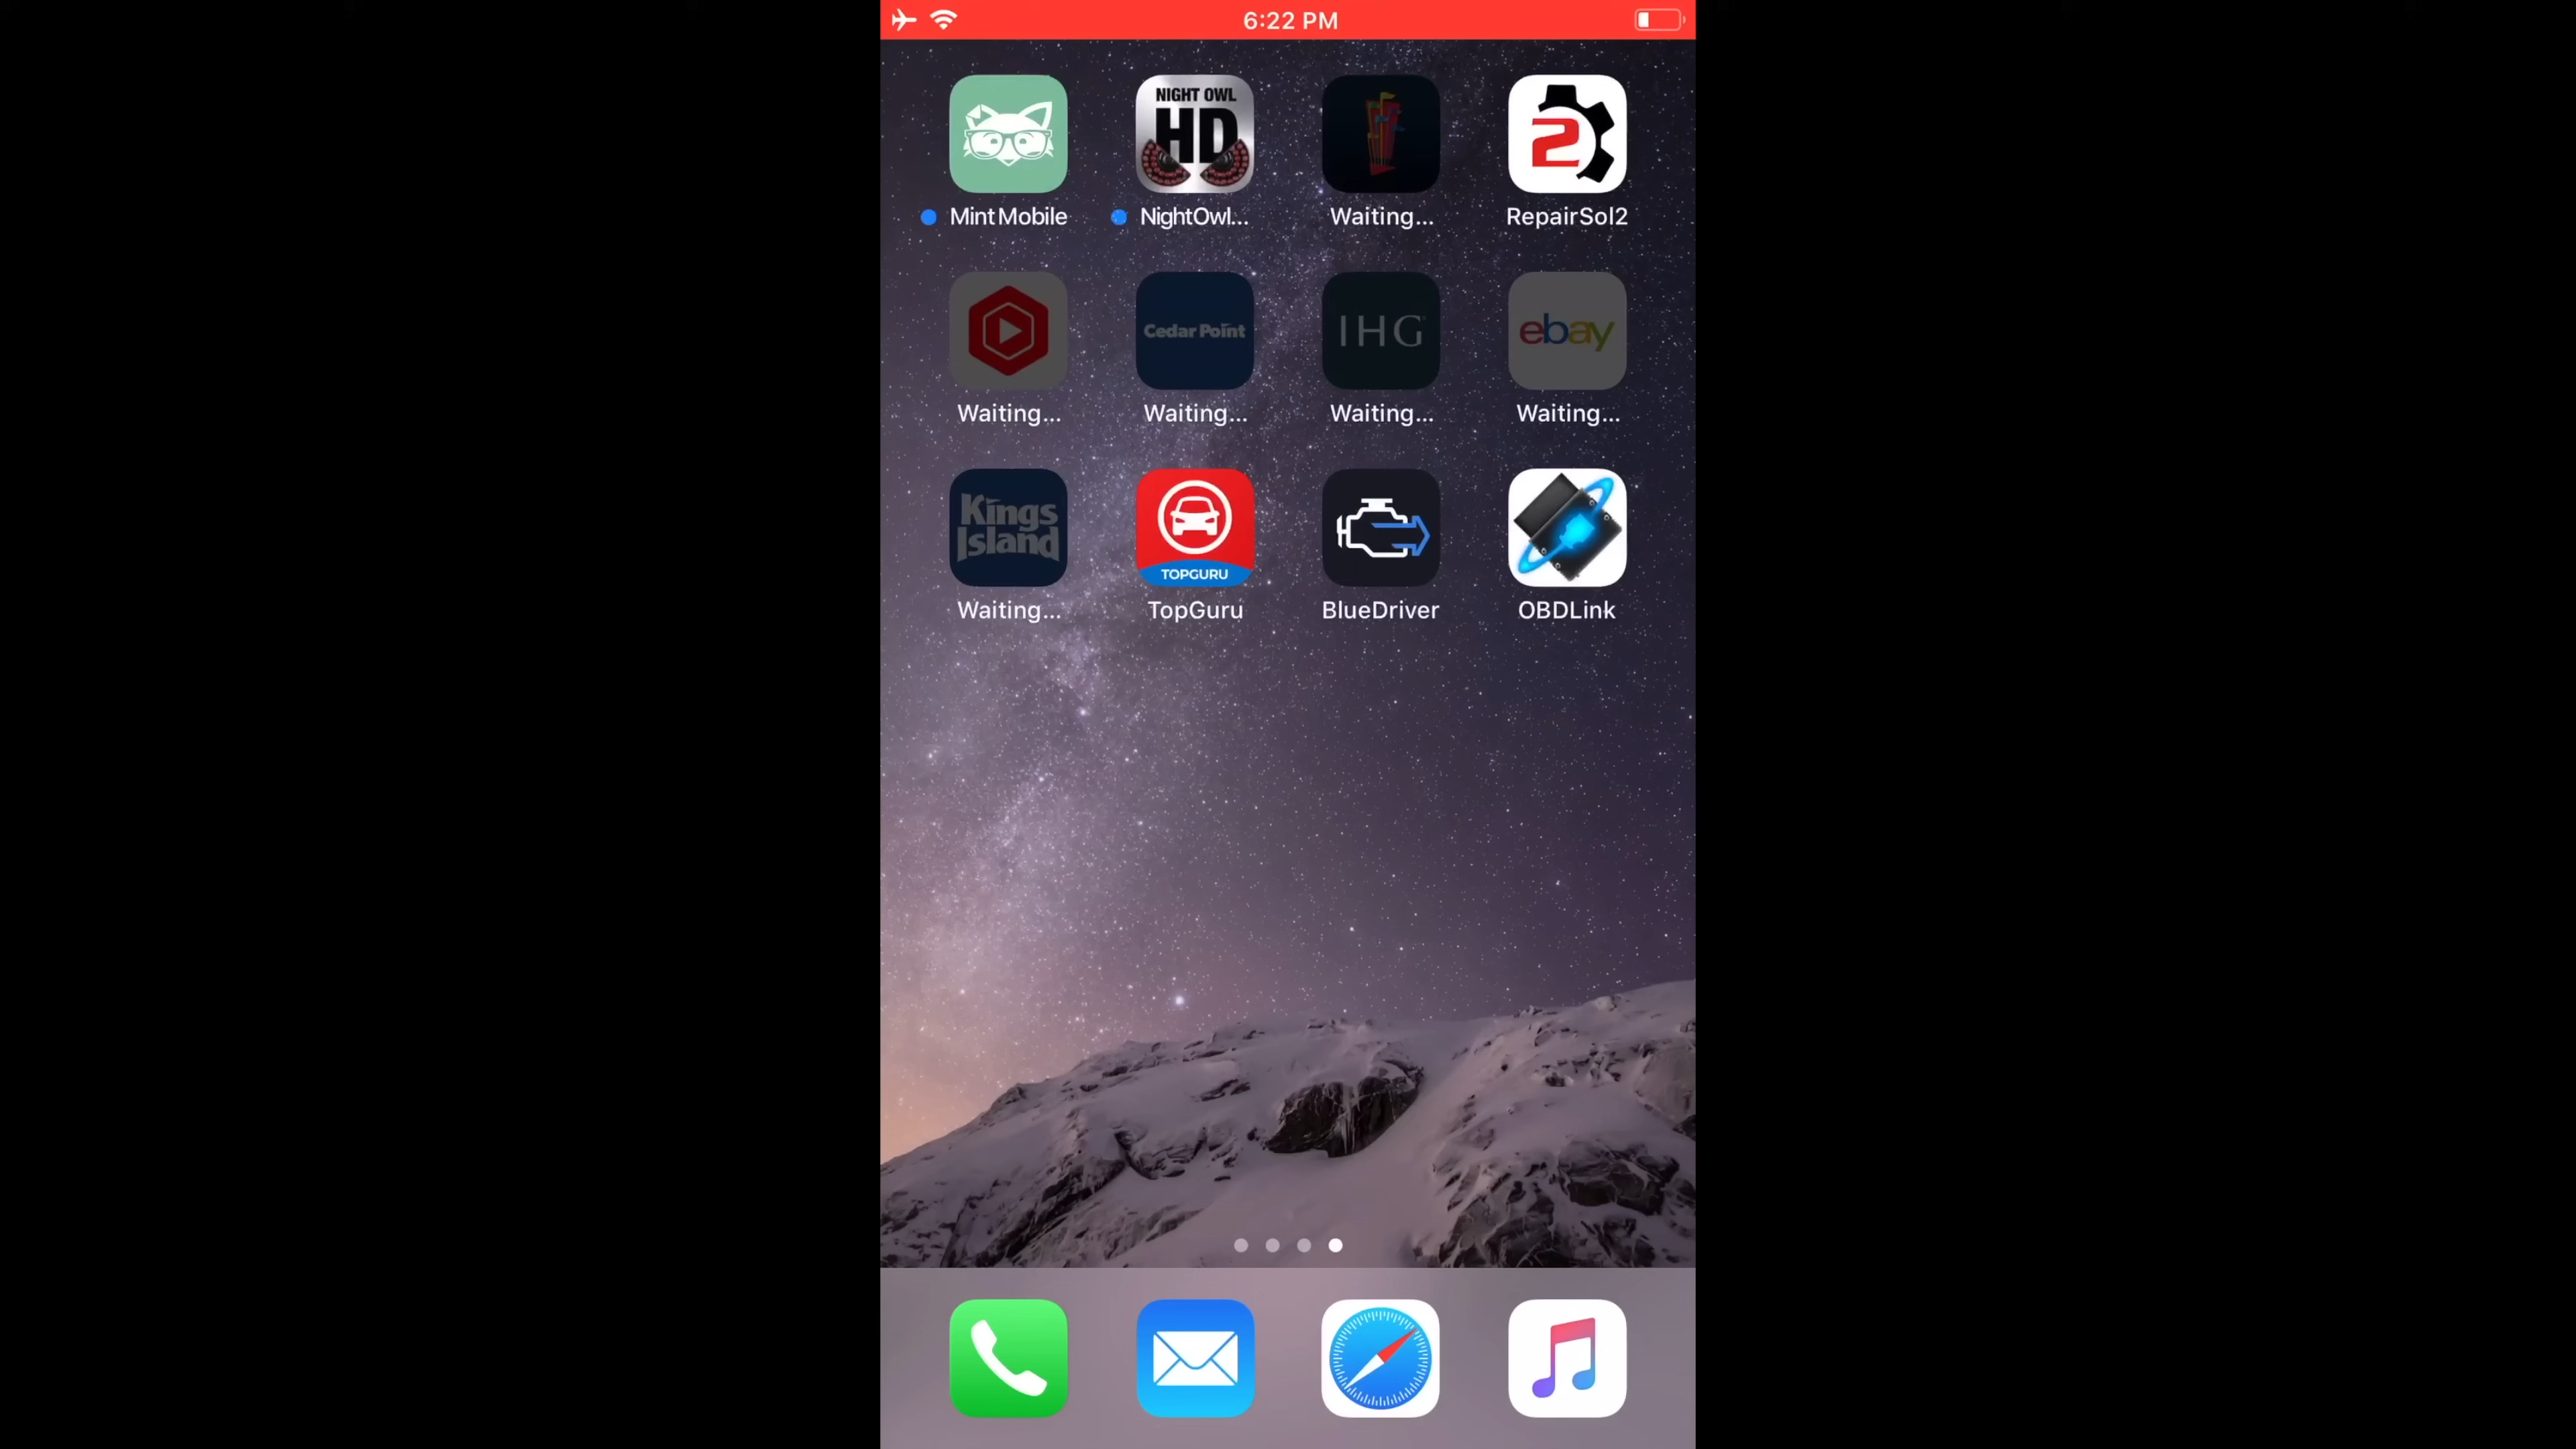 6:22 PM
NIGHT OWL
HD
2
Mint Mobile
NightOwl...
Waiting...
RepairSol2
Cedar Point
IHG
ebay
Waiting...
Waiting...
Waiting...
Waiting...
Kings
Island
TOPGURU
Waiting...
TopGuru
BlueDriver
OBDLink